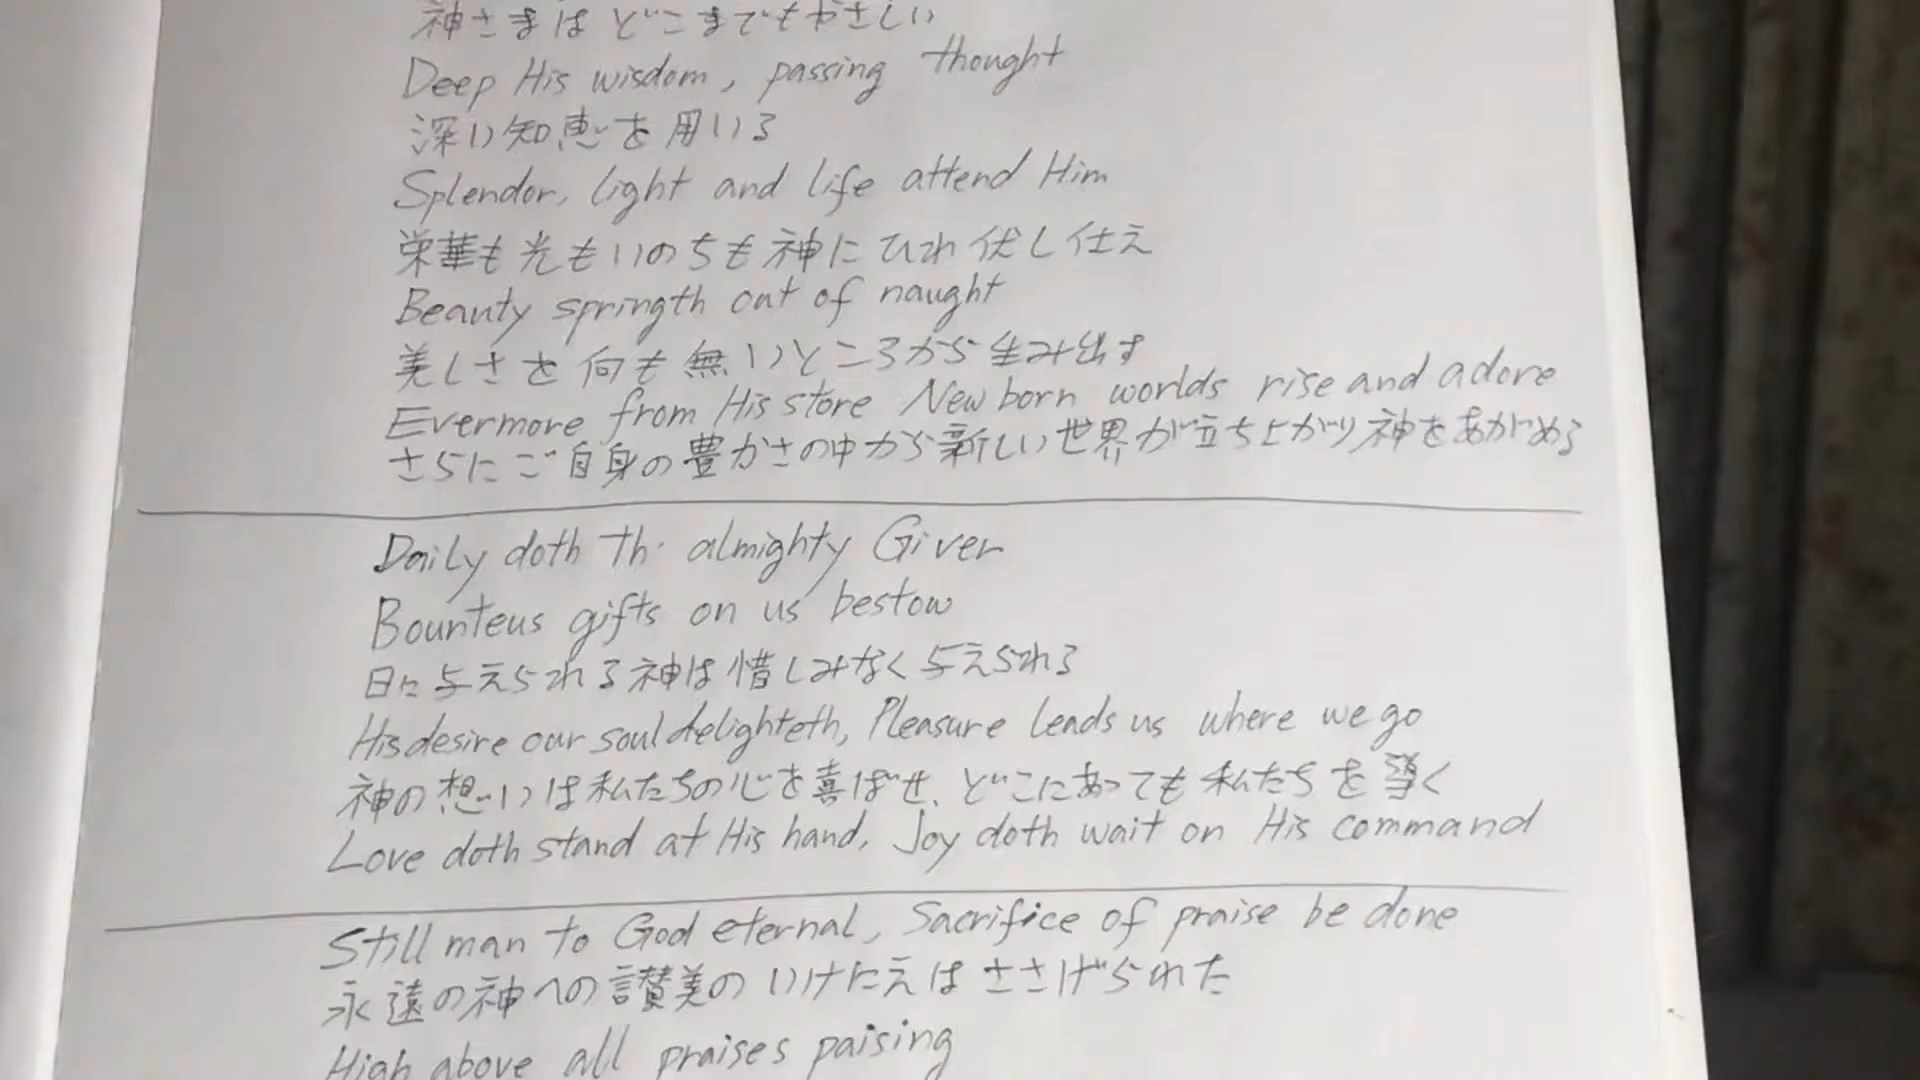 神さまは どこまでもやさしい
Deep His wisdom, passing thought
深い知恵を用いる
Splendor, light and life attend Him
栄華も光もいのちも神にひれ伏し仕え
Beauty springth out of naught
美しさを何も無いところから生み出す
Evermore from His store New born worlds rise and adore
さらにご自身の豊かさの中から新しい世界が立ち上がり神をあがめる
Daily doth th' almighty Giver
Bounteus gifts on us bestow
日々与えられる神は惜しみなく与えられる
His desire our soul delighteth, Pleasure leads us where we go
神の想いは私たちの心を喜ばせ、どこにあっても私たちを導く
Love doth stand at His hand, Joy doth wait on His command
Still man to God eternal, Sacrifice of praise be done
永遠の神への讃美のいけにえはささげられた
High above all praises paising